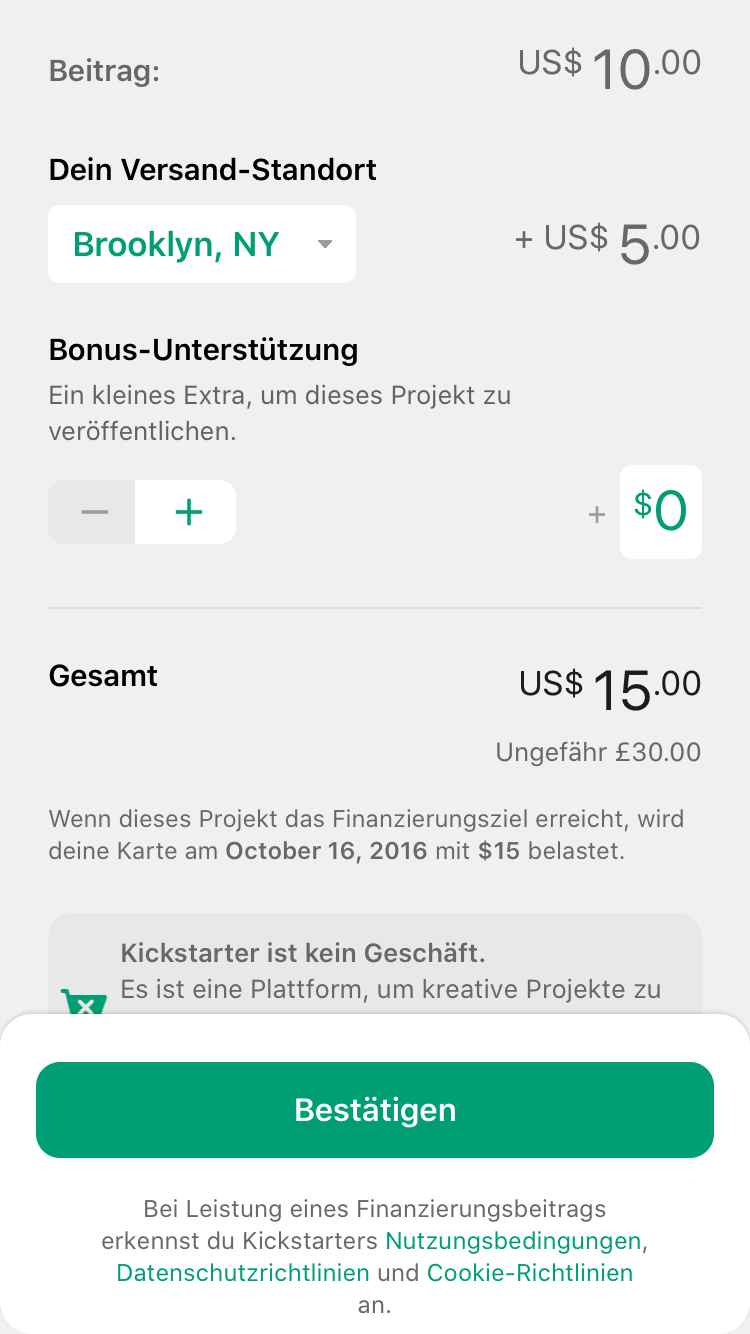 Beitrag: US$ 10.00
Dein Versand-Standort
Brooklyn, NY + US$ 5.00
Bonus-Unterstützung
Ein kleines Extra, um dieses Projekt zu
veröffentlichen.
− + + $0
Gesamt US$ 15.00
Ungefähr £30.00
Wenn dieses Projekt das Finanzierungsziel erreicht, wird
deine Karte am October 16, 2016 mit $15 belastet.
Kickstarter ist kein Geschäft.
Es ist eine Plattform, um kreative Projekte zu
Bestätigen
Bei Leistung eines Finanzierungsbeitrags
erkennst du Kickstarters Nutzungsbedingungen,
Datenschutzrichtlinien und Cookie-Richtlinien
an.